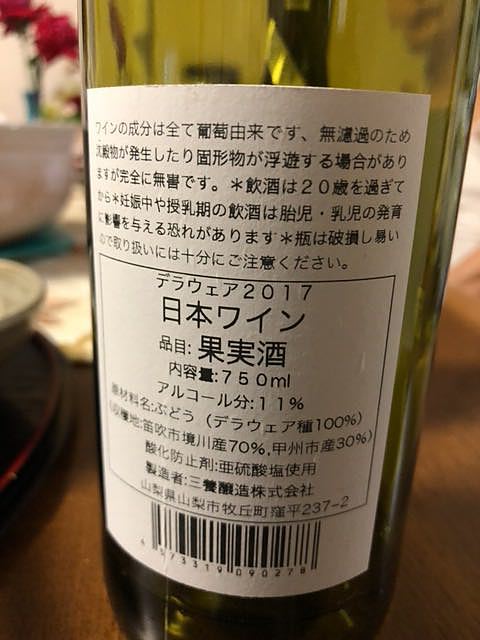 ワインの成分は全て葡萄由来です、無濾過のため
沈殿物が発生したり固形物が浮遊する場合があり
ますが完全に無害です。＊飲酒は２０歳を過ぎて
から＊妊娠中や授乳期の飲酒は胎児・乳児の発育
に影響を与える恐れがあります＊瓶は破損し易い
ので取り扱いには十分にご注意ください。
デラウェア２０１７
日本ワイン
品目: 果実酒
内容量:７５０ml
アルコール分:１１％
原材料名:ぶどう（デラウェア種100%）
(収穫地:笛吹市境川産70%,甲州市産30%)
酸化防止剤:亜硫酸塩使用
製造者:三養醸造株式会社
山梨県山梨市牧丘町窪平237-2
4 573319 090278